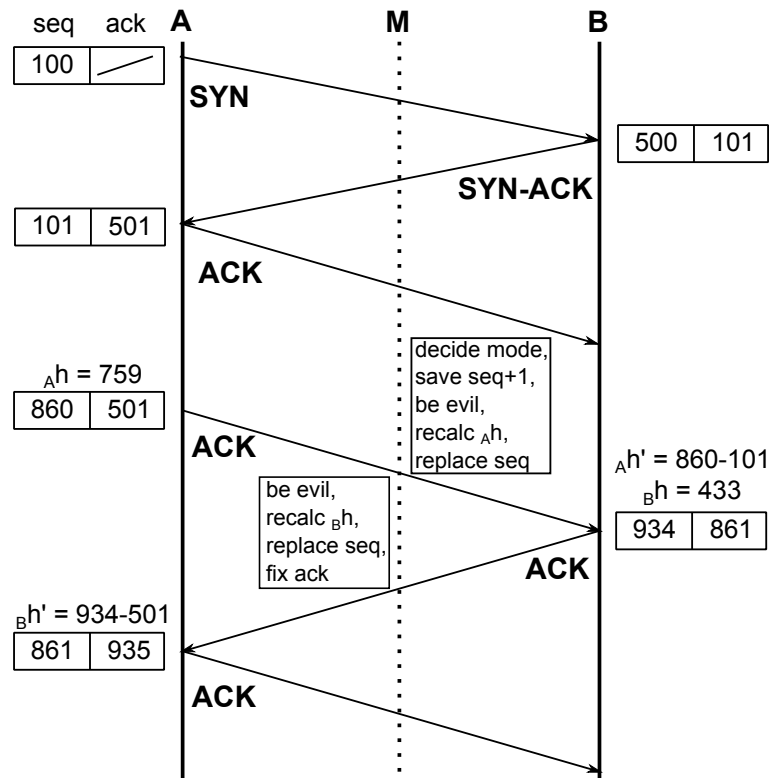 seq ack A M B
100
SYN
500 101
SYN-ACK
101 501
ACK
decide mode,
save seq+1,
be evil,
recalc Ah,
replace seq
Ah = 759
860 501
ACK
Ah' = 860-101
Bh = 433
934 861
be evil,
recalc Bh,
replace seq,
fix ack
ACK
Bh' = 934-501
861 935
ACK